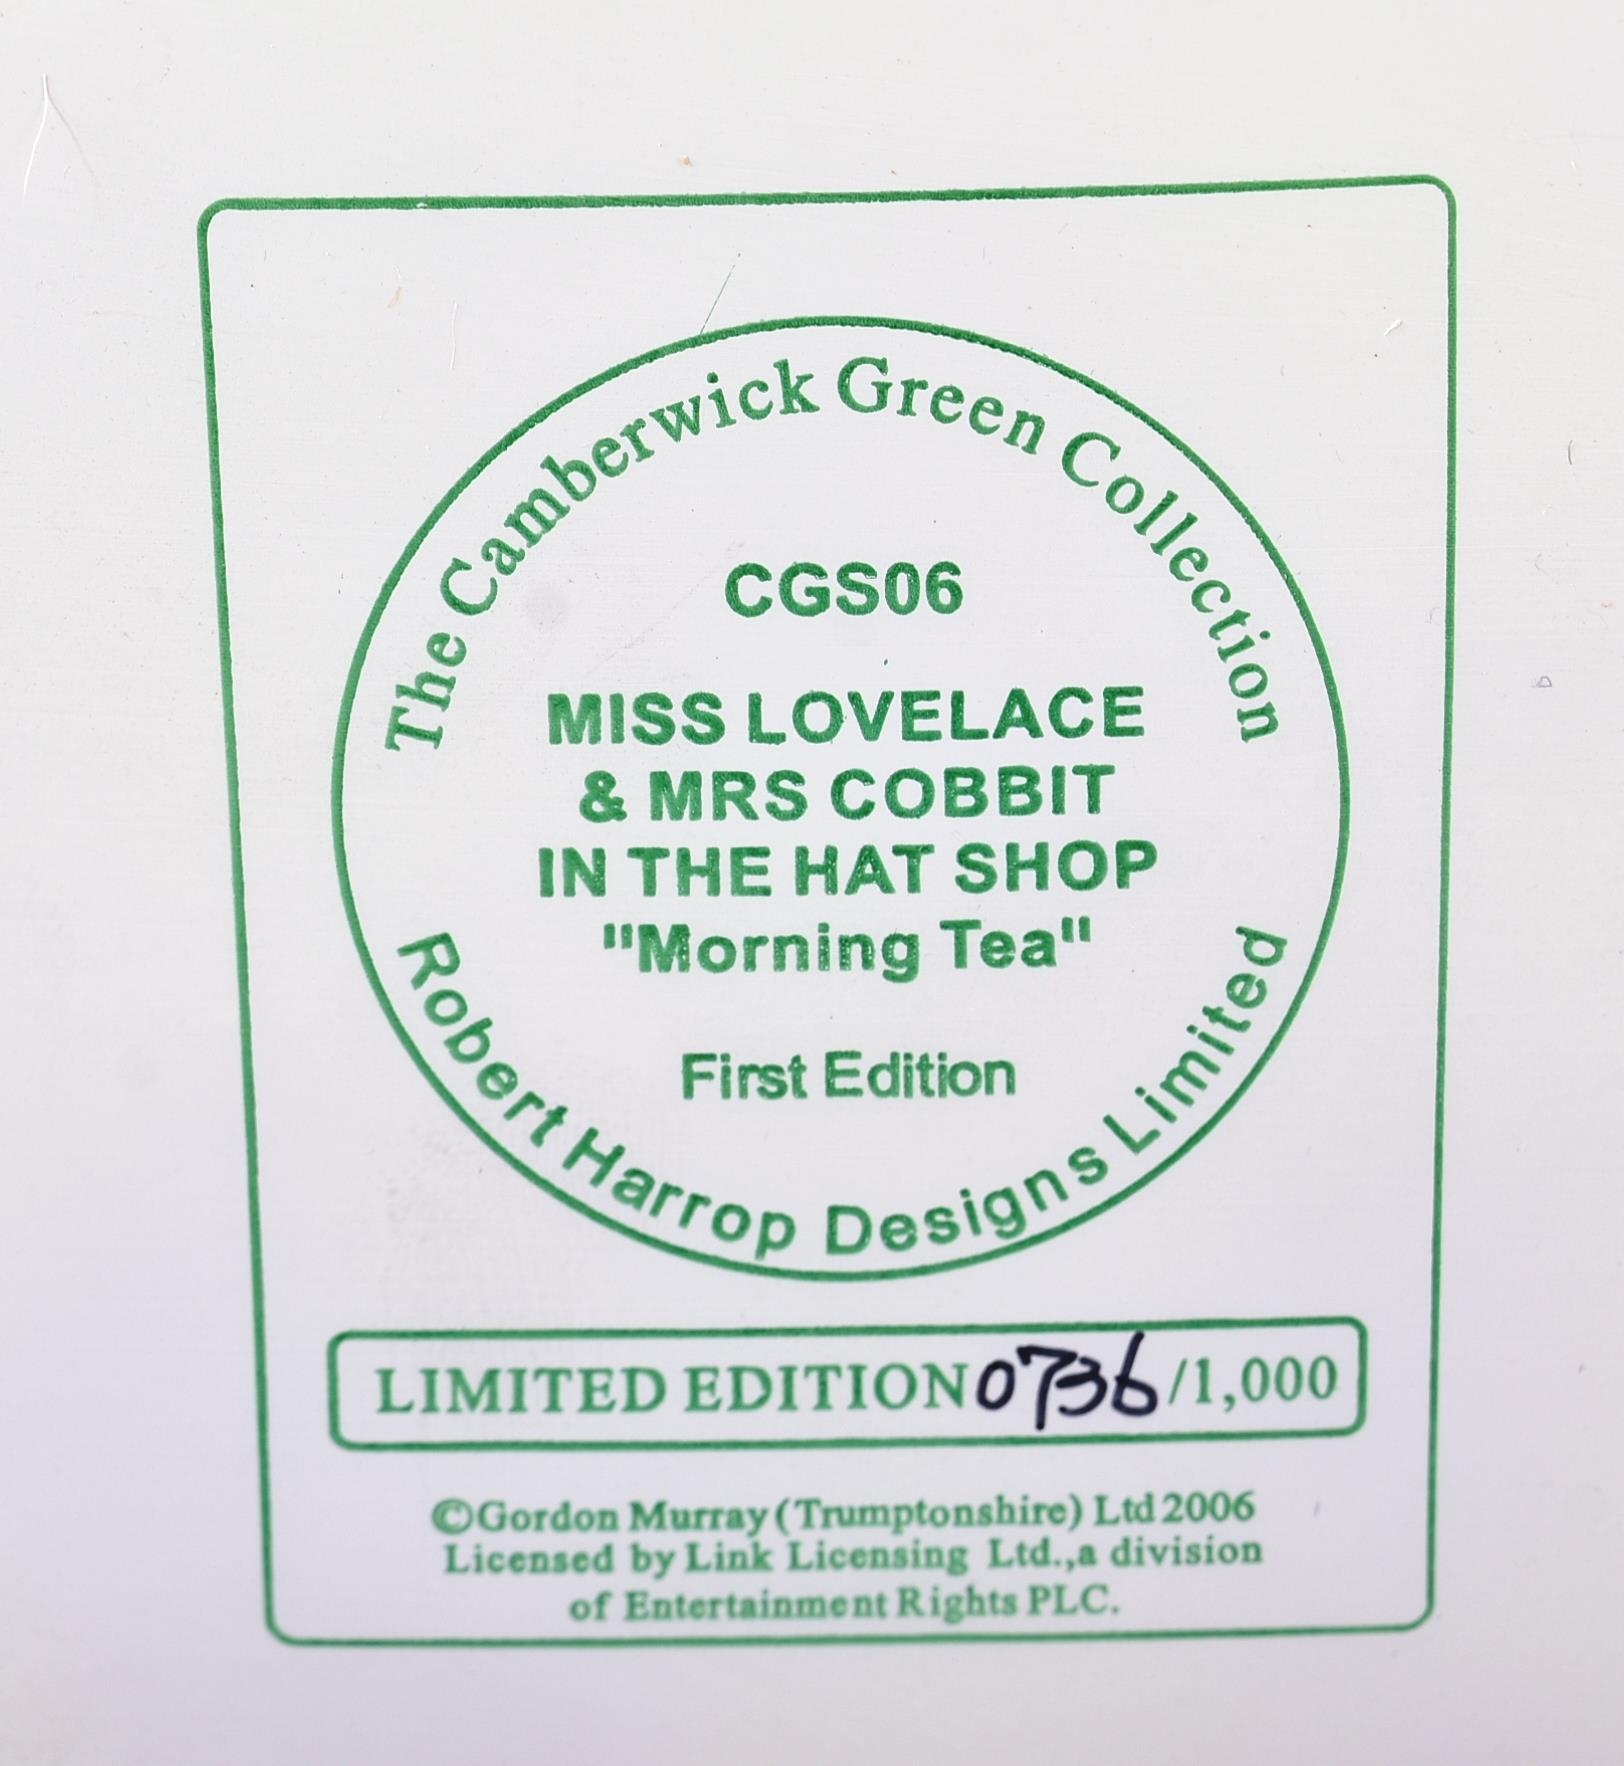 The Camberwick Green Collection
CGS06
MISS LOVELACE
& MRS COBBIT
IN THE HAT SHOP
"Morning Tea"
First Edition
Robert Harrop Designs Limited
LIMITED EDITION 0736 /1,000
©Gordon Murray (Trumptonshire) Ltd 2006
Licensed by Link Licensing Ltd.,a division
of Entertainment Rights PLC.